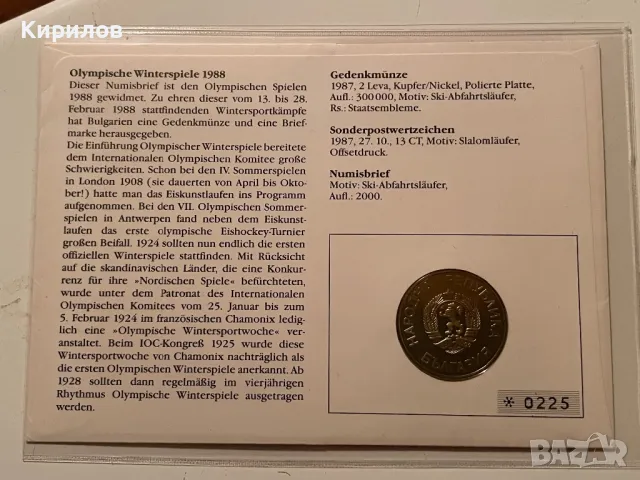 Кирилов
Olympische Winterspiele 1988
Dieser Numisbrief ist den Olympischen Spielen
1988 gewidmet. Zu ehren dieser vom 13. bis 28.
Februar 1988 stattfindenden Wintersportkämpfe
hat Bulgarien eine Gedenkmünze und eine Brief-
marke herausgegeben.
Die Einführung Olympischer Winterspiele bereitete
dem Internationalen Olympischen Komitee große
Schwierigkeiten. Schon bei den IV. Sommerspielen
in London 1908 (sie dauerten von April bis Okto-
ber!) hatte man das Eiskunstlaufen ins Programm
aufgenommen. Bei den VII. Olympischen Sommer-
spielen in Antwerpen fand neben dem Eiskunst-
laufen das erste olympische Eishockey-Turnier
großen Beifall. 1924 sollten nun endlich die ersten
offiziellen Winterspiele stattfinden. Mit Rücksicht
auf die skandinavischen Länder, die eine Konkur-
renz für ihre »Nordischen Spiele« befürchteten,
wurde unter dem Patronat des Internationalen
Olympischen Komitees vom 25. Januar bis zum
5. Februar 1924 im französischen Chamonix ledig-
lich eine »Olympische Wintersportwoche« ver-
anstaltet. Beim IOC-Kongreß 1925 wurde diese
Wintersportwoche von Chamonix nachträglich als
die ersten Olympischen Winterspiele anerkannt. Ab
1928 sollten dann regelmäßig im vierjährigen
Rhythmus Olympische Winterspiele ausgetragen
werden.
Gedenkmünze
1987, 2 Leva, Kupfer/Nickel, Polierte Platte,
Aufl.: 300000, Motiv: Ski-Abfahrtsläufer,
Rs.: Staatsembleme.
Sonderpostwertzeichen
1987, 27. 10., 13 CT, Motiv: Slalomläufer,
Offsetdruck.
Numisbrief
Motiv: Ski-Abfahrtsläufer,
Aufl.: 2000.
НАРОДНА РЕПУБЛИКА
БЪЛГАРИЯ
* 0225
BAZAR